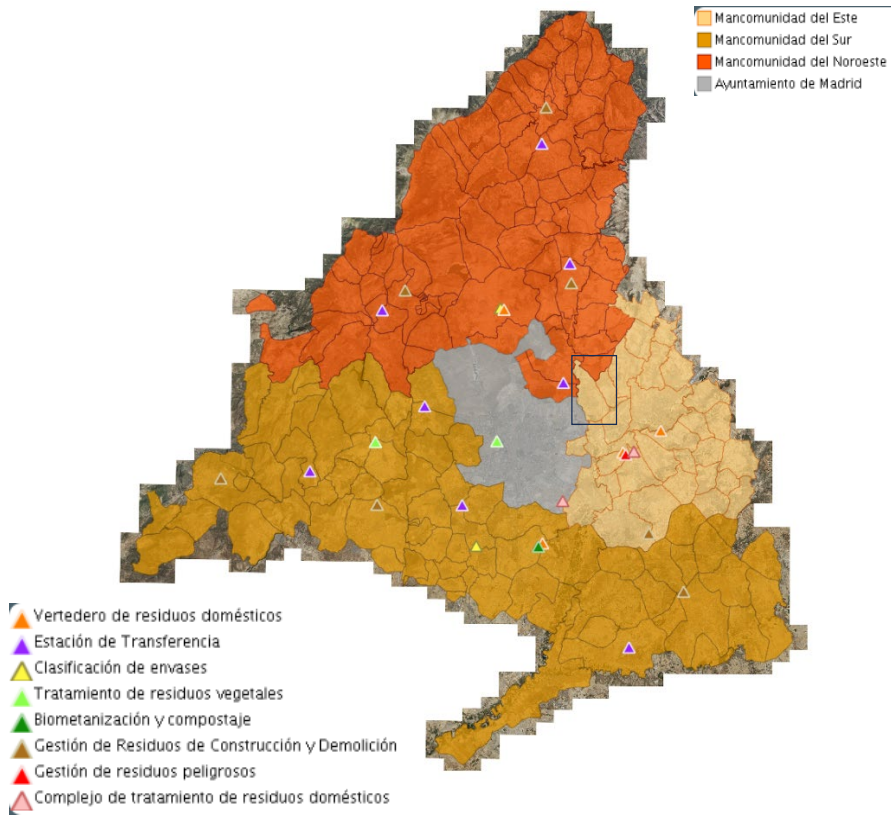 Mancomunidad del Este
Mancomunidad del Sur
Mancomunidad del Noroeste
Ayuntamiento de Madrid
Vertedero de residuos domésticos
Estación de Transferencia
Clasificación de envases
Tratamiento de residuos vegetales
Biometanización y compostaje
Gestión de Residuos de Construcción y Demolición
Gestión de residuos peligrosos
Complejo de tratamiento de residuos domésticos